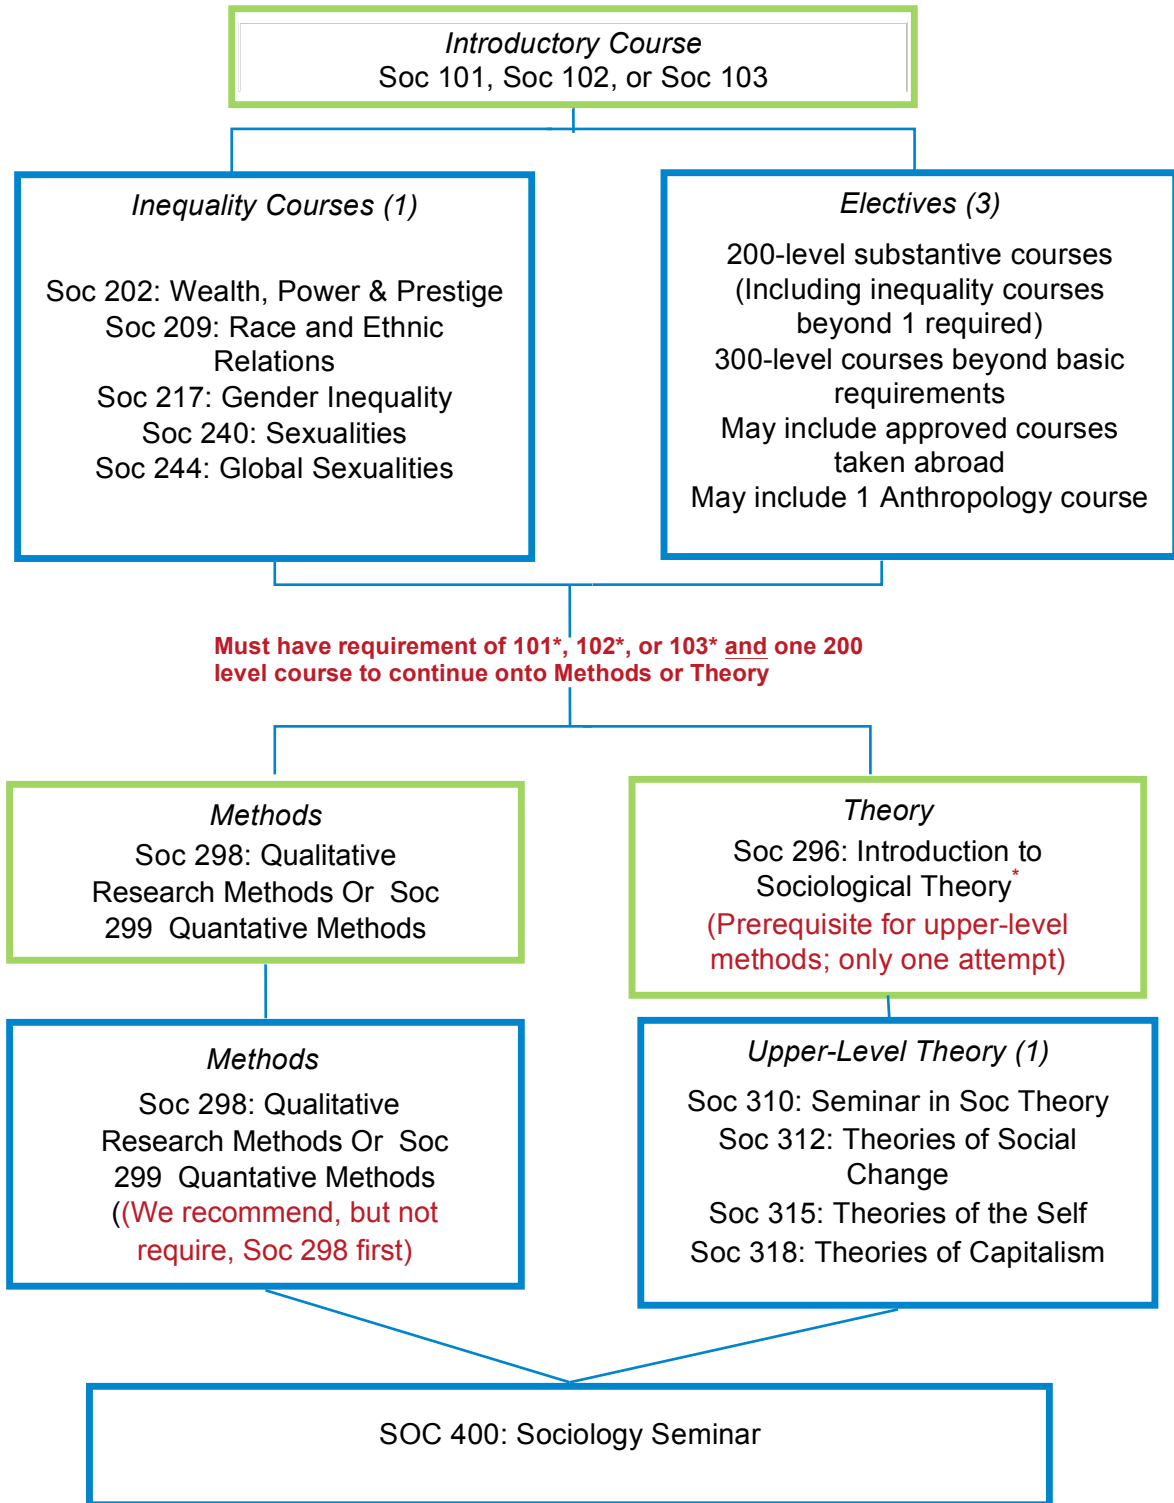 Introductory Course
Soc 101, Soc 102, or Soc 103
Inequality Courses (1)
Soc 202: Wealth, Power & Prestige
Soc 209: Race and Ethnic
Relations
Soc 217: Gender Inequality
Soc 240: Sexualities
Soc 244: Global Sexualities
Electives (3)
200-level substantive courses
(Including inequality courses
beyond 1 required)
300-level courses beyond basic
requirements
May include approved courses
taken abroad
May include 1 Anthropology course
Must have requirement of 101*, 102*, or 103* and one 200
level course to continue onto Methods or Theory
Methods
Soc 298: Qualitative
Research Methods Or Soc
299 Quantative Methods
Theory
Soc 296: Introduction to
Sociological Theory*
(Prerequisite for upper-level
methods; only one attempt)
Methods
Soc 298: Qualitative
Research Methods Or Soc
299 Quantative Methods
((We recommend, but not
require, Soc 298 first)
Upper-Level Theory (1)
Soc 310: Seminar in Soc Theory
Soc 312: Theories of Social
Change
Soc 315: Theories of the Self
Soc 318: Theories of Capitalism
SOC 400: Sociology Seminar